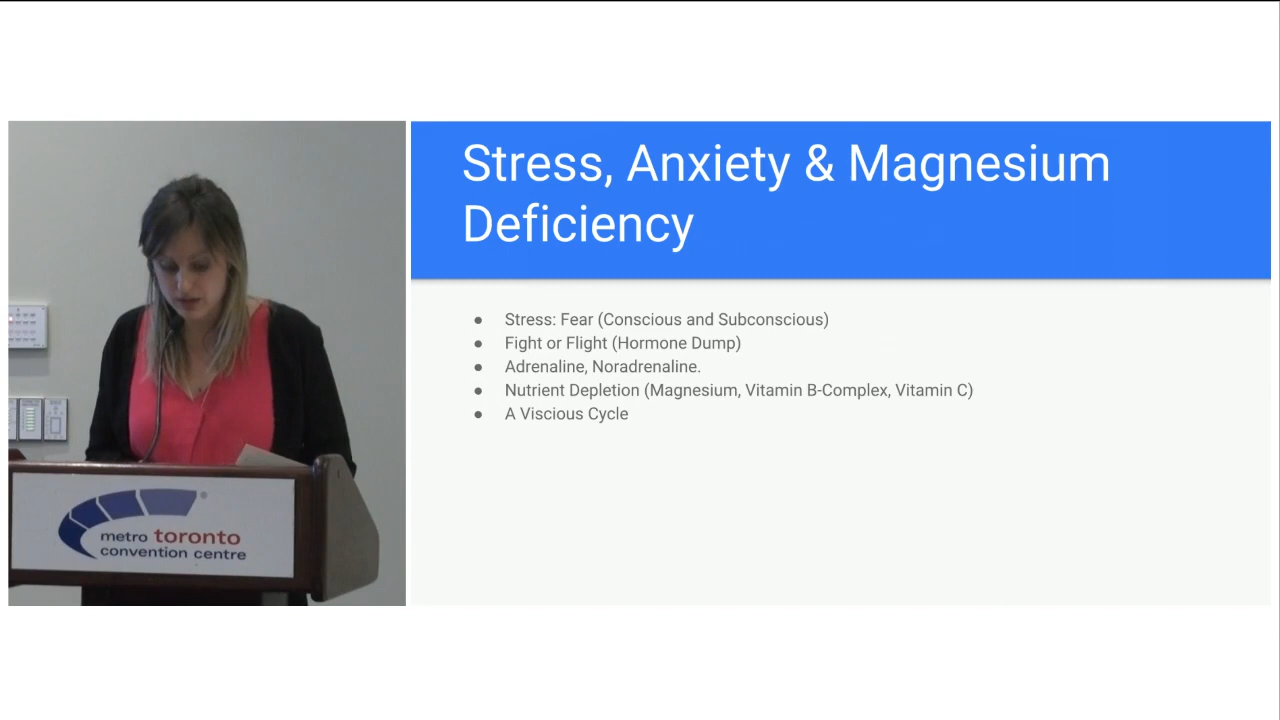 Stress, Anxiety & Magnesium
Deficiency
● Stress: Fear (Conscious and Subconscious)
● Fight or Flight (Hormone Dump)
● Adrenaline, Noradrenaline.
● Nutrient Depletion (Magnesium, Vitamin B-Complex, Vitamin C)
● A Viscious Cycle
metro toronto
convention centre